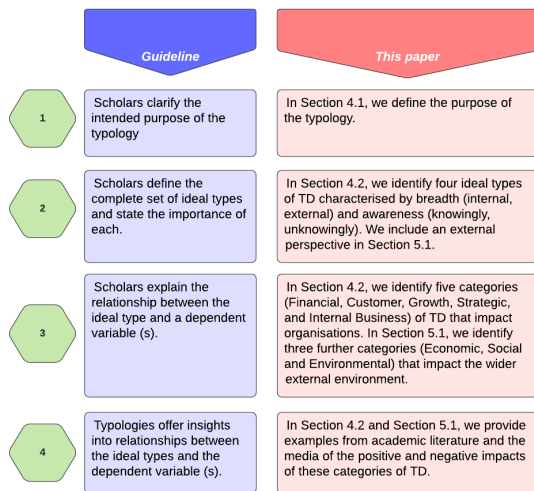 Guideline
This paper
1
Scholars clarify the
intended purpose of the
typology
In Section 4.1, we define the purpose of
the typology.
2
Scholars define the
complete set of ideal types
and state the importance of
each.
In Section 4.2, we identify four ideal types
of TD characterised by breadth (internal,
external) and awareness (knowingly,
unknowingly). We include an external
perspective in Section 5.1.
3
Scholars explain the
relationship between the
ideal type and a dependent
variable (s).
In Section 4.2, we identify five categories
(Financial, Customer, Growth, Strategic,
and Internal Business) of TD that impact
organisations. In Section 5.1, we identify
three further categories (Economic, Social
and Environmental) that impact the wider
external environment.
4
Typologies offer insights
into relationships between
the ideal types and the
dependent variable (s).
In Section 4.2 and Section 5.1, we provide
examples from academic literature and the
media of the positive and negative impacts
of these categories of TD.